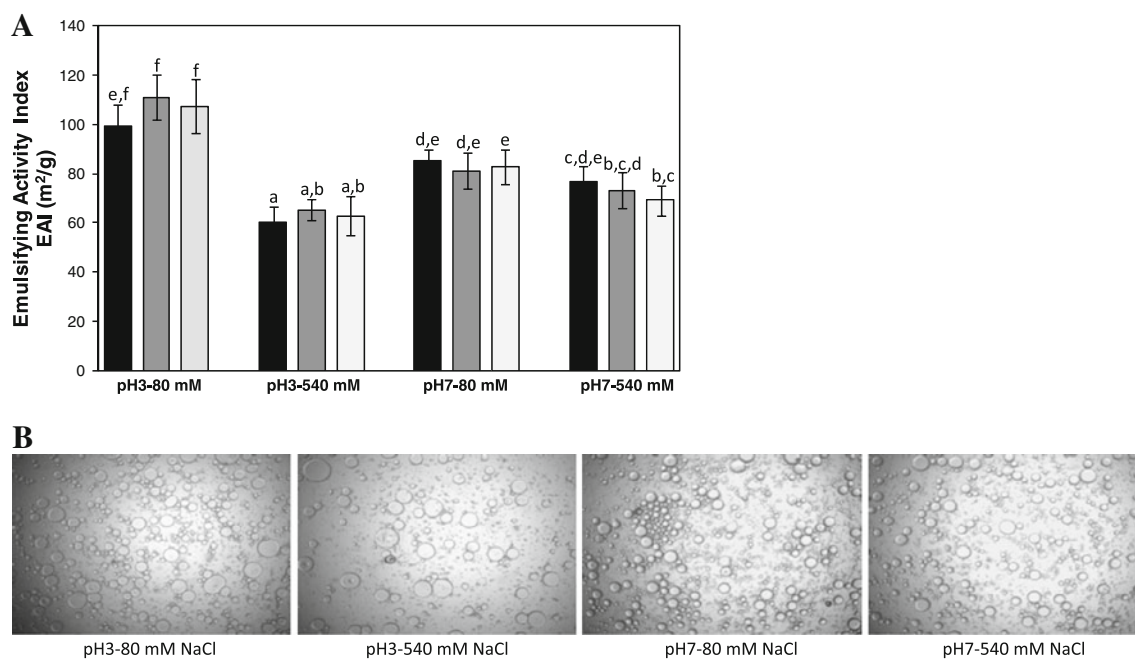 A
Emulsifying Activity Index
EAI (m²/g)
140
120
100
80
60
40
20
0
e,f
f
f
a
a,b
a,b
d,e
d,e
e
c,d,e
b,c,d
b,c
pH3-80 mM
pH3-540 mM
pH7-80 mM
pH7-540 mM
B
pH3-80 mM NaCl
pH3-540 mM NaCl
pH7-80 mM NaCl
pH7-540 mM NaCl